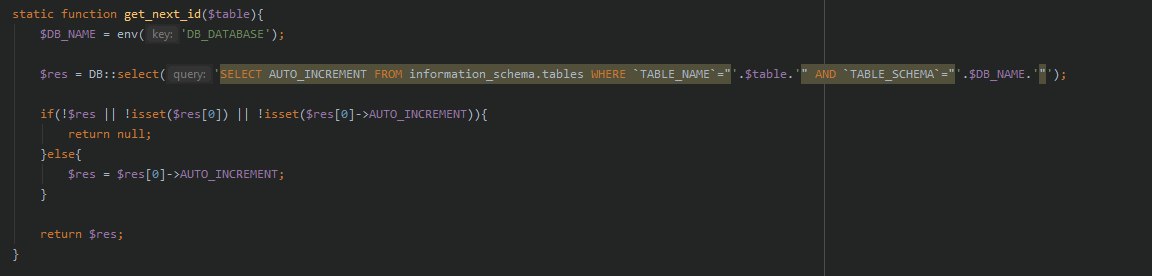 static function get_next_id($table){
$DB_NAME = env( key: 'DB_DATABASE');
$res = DB::select( query: 'SELECT AUTO_INCREMENT FROM information_schema.tables WHERE `TABLE_NAME`="'.$table.'" AND `TABLE_SCHEMA`="'.$DB_NAME.'"');
if(!$res || !isset($res[0]) || !isset($res[0]->AUTO_INCREMENT)){
return null;
}else{
$res = $res[0]->AUTO_INCREMENT;
}
return $res;
}